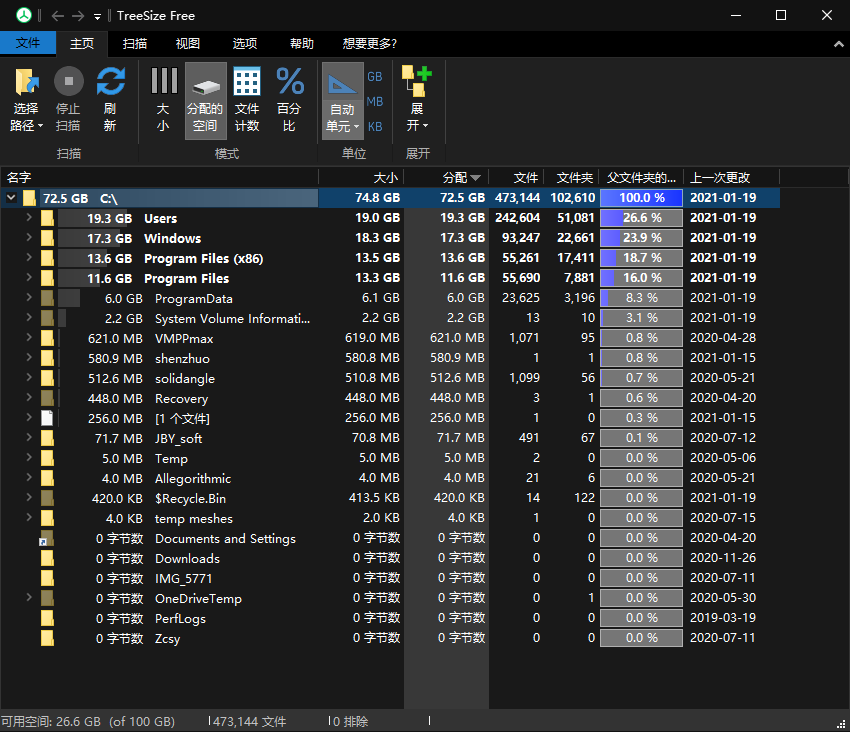 TreeSize Free
文件 主页 扫描 视图 选项 帮助 想要更多?
选择路径 停止扫描 刷新 大小 分配的空间 文件计数 百分比 自动单元 GB MB KB 展开
扫描 模式 单位 展开
名字 大小 分配 文件 文件夹 父文件夹的... 上一次更改
72.5 GB C:\ 74.8 GB 72.5 GB 473,144 102,610 100.0 % 2021-01-19
19.3 GB Users 19.0 GB 19.3 GB 242,604 51,081 26.6 % 2021-01-19
17.3 GB Windows 18.3 GB 17.3 GB 93,247 22,661 23.9 % 2021-01-19
13.6 GB Program Files (x86) 13.5 GB 13.6 GB 55,261 17,411 18.7 % 2021-01-19
11.6 GB Program Files 13.3 GB 11.6 GB 55,690 7,881 16.0 % 2021-01-19
6.0 GB ProgramData 6.1 GB 6.0 GB 23,625 3,196 8.3 % 2021-01-19
2.2 GB System Volume Informati... 2.2 GB 2.2 GB 13 10 3.1 % 2021-01-19
621.0 MB VMPPmax 619.0 MB 621.0 MB 1,071 95 0.8 % 2020-04-28
580.9 MB shenzhuo 580.8 MB 580.9 MB 1 1 0.8 % 2021-01-15
512.6 MB solidangle 510.8 MB 512.6 MB 1,099 56 0.7 % 2020-05-21
448.0 MB Recovery 448.0 MB 448.0 MB 3 1 0.6 % 2020-04-20
256.0 MB [1 个文件] 256.0 MB 256.0 MB 1 0 0.3 % 2021-01-15
71.7 MB JBY_soft 70.8 MB 71.7 MB 491 67 0.1 % 2020-07-12
5.0 MB Temp 5.0 MB 5.0 MB 2 0 0.0 % 2020-05-06
4.0 MB Allegorithmic 4.0 MB 4.0 MB 21 6 0.0 % 2020-05-21
420.0 KB $Recycle.Bin 413.5 KB 420.0 KB 14 122 0.0 % 2021-01-19
4.0 KB temp meshes 2.0 KB 4.0 KB 1 0 0.0 % 2020-07-15
0 字节数 Documents and Settings 0 字节数 0 字节数 0 0 0.0 % 2020-04-20
0 字节数 Downloads 0 字节数 0 字节数 0 0 0.0 % 2020-11-26
0 字节数 IMG_5771 0 字节数 0 字节数 0 0 0.0 % 2020-07-11
0 字节数 OneDriveTemp 0 字节数 0 字节数 0 1 0.0 % 2020-05-30
0 字节数 PerfLogs 0 字节数 0 字节数 0 0 0.0 % 2019-03-19
0 字节数 Zcsy 0 字节数 0 字节数 0 0 0.0 % 2020-07-11
可用空间: 26.6 GB (of 100 GB) 473,144 文件 0 排除